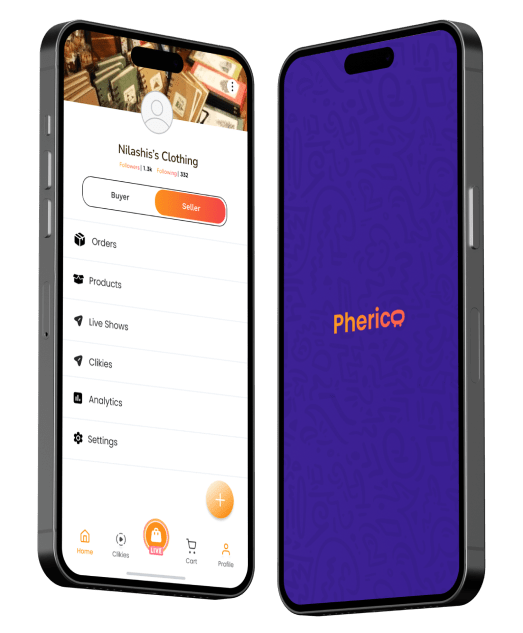 Nilashis's Clothing
Followers| 1.3k Following| 332
Buyer Seller
Orders
Products
Live Shows
Clikies
Analytics
Settings
+
LIVE
Home Clikies Cart Profile
Pherico